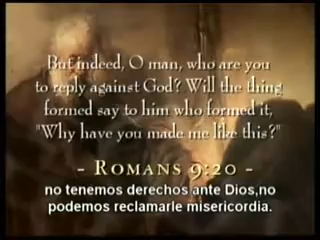 But indeed, O man, who are you
to reply against God? Will the thing
formed say to him who formed it,
"Why have you made me like this?"
- ROMANS 9:20 -
no tenemos derechos ante Dios,no
podemos reclamarle misericordia.